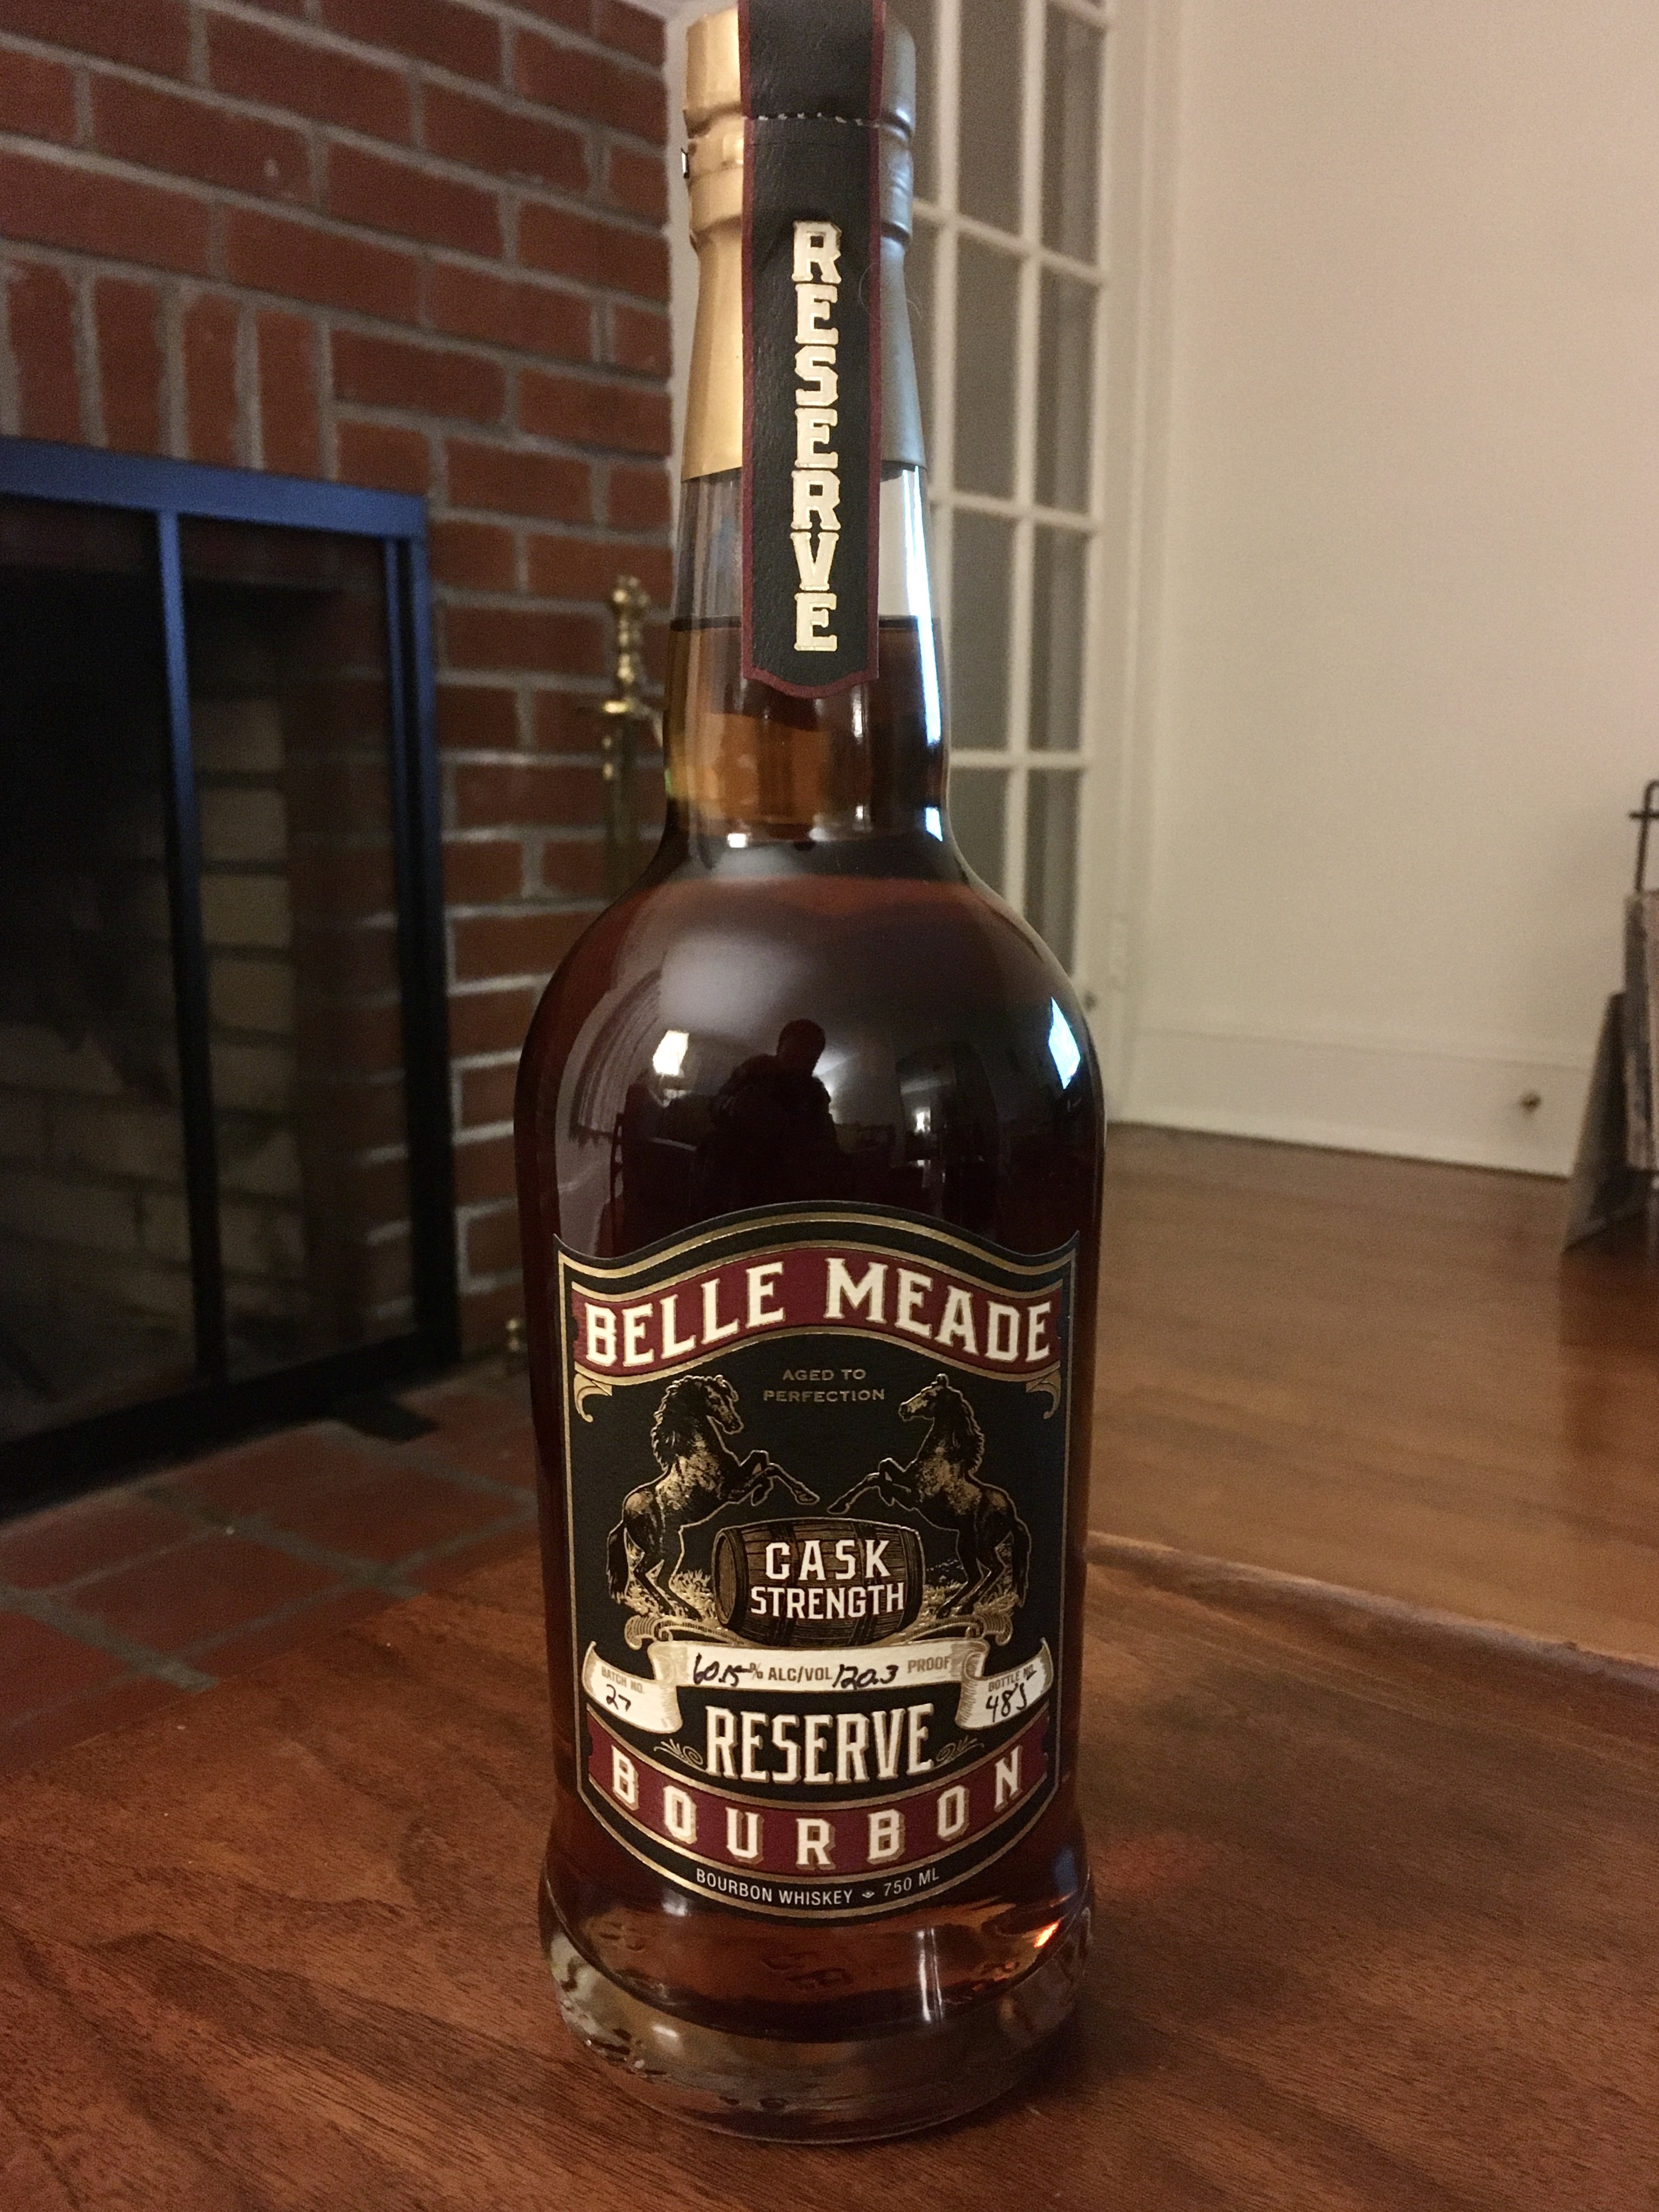 RESERVE
BELLE MEADE
AGED TO
PERFECTION
CASK
STRENGTH
60.15% ALC/VOL 120.3 PROOF
BATCH NO.
27
BOTTLE NO.
RESERVE
BOURBON
BOURBON WHISKEY 750 ML